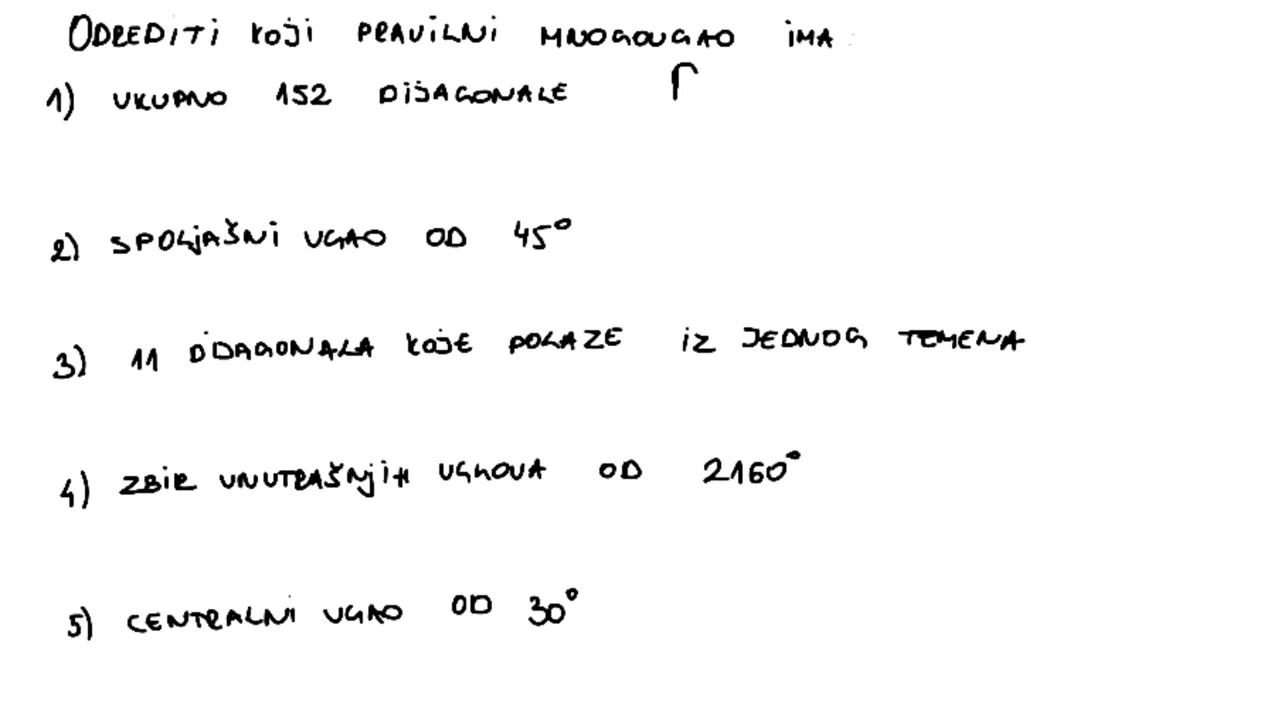 ODREDITI KOJI PRAVILNI MNOGOUGAO IMA
1) UKUPNO 152 DIJAGONALE
2) SPOLJAŠNI UGAO OD 45°
3) 11 DIJAGONALA KOJE POLAZE IZ JEDNOG TEMENA
4) ZBIR UNUTRAŠNJIH UGLOVA OD 2160°
5) CENTRALNI UGAO OD 30°